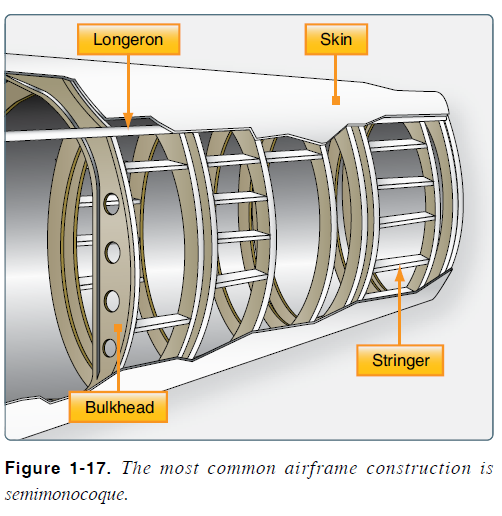 Longeron
Skin
Stringer
Bulkhead
Figure 1-17. The most common airframe construction is
semimonocoque.